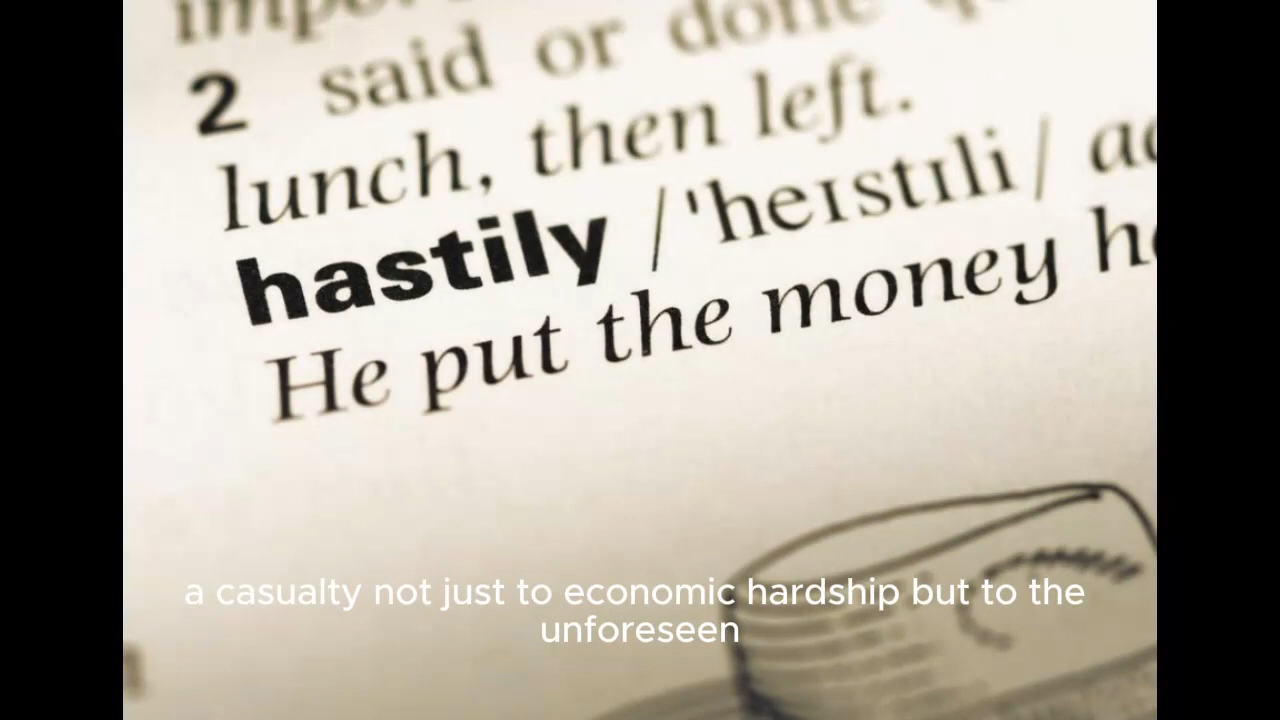 2 said or done
lunch, then left.
hastily /ˈheɪstɪli/
He put the money
a casualty not just to economic hardship but to the
unforeseen